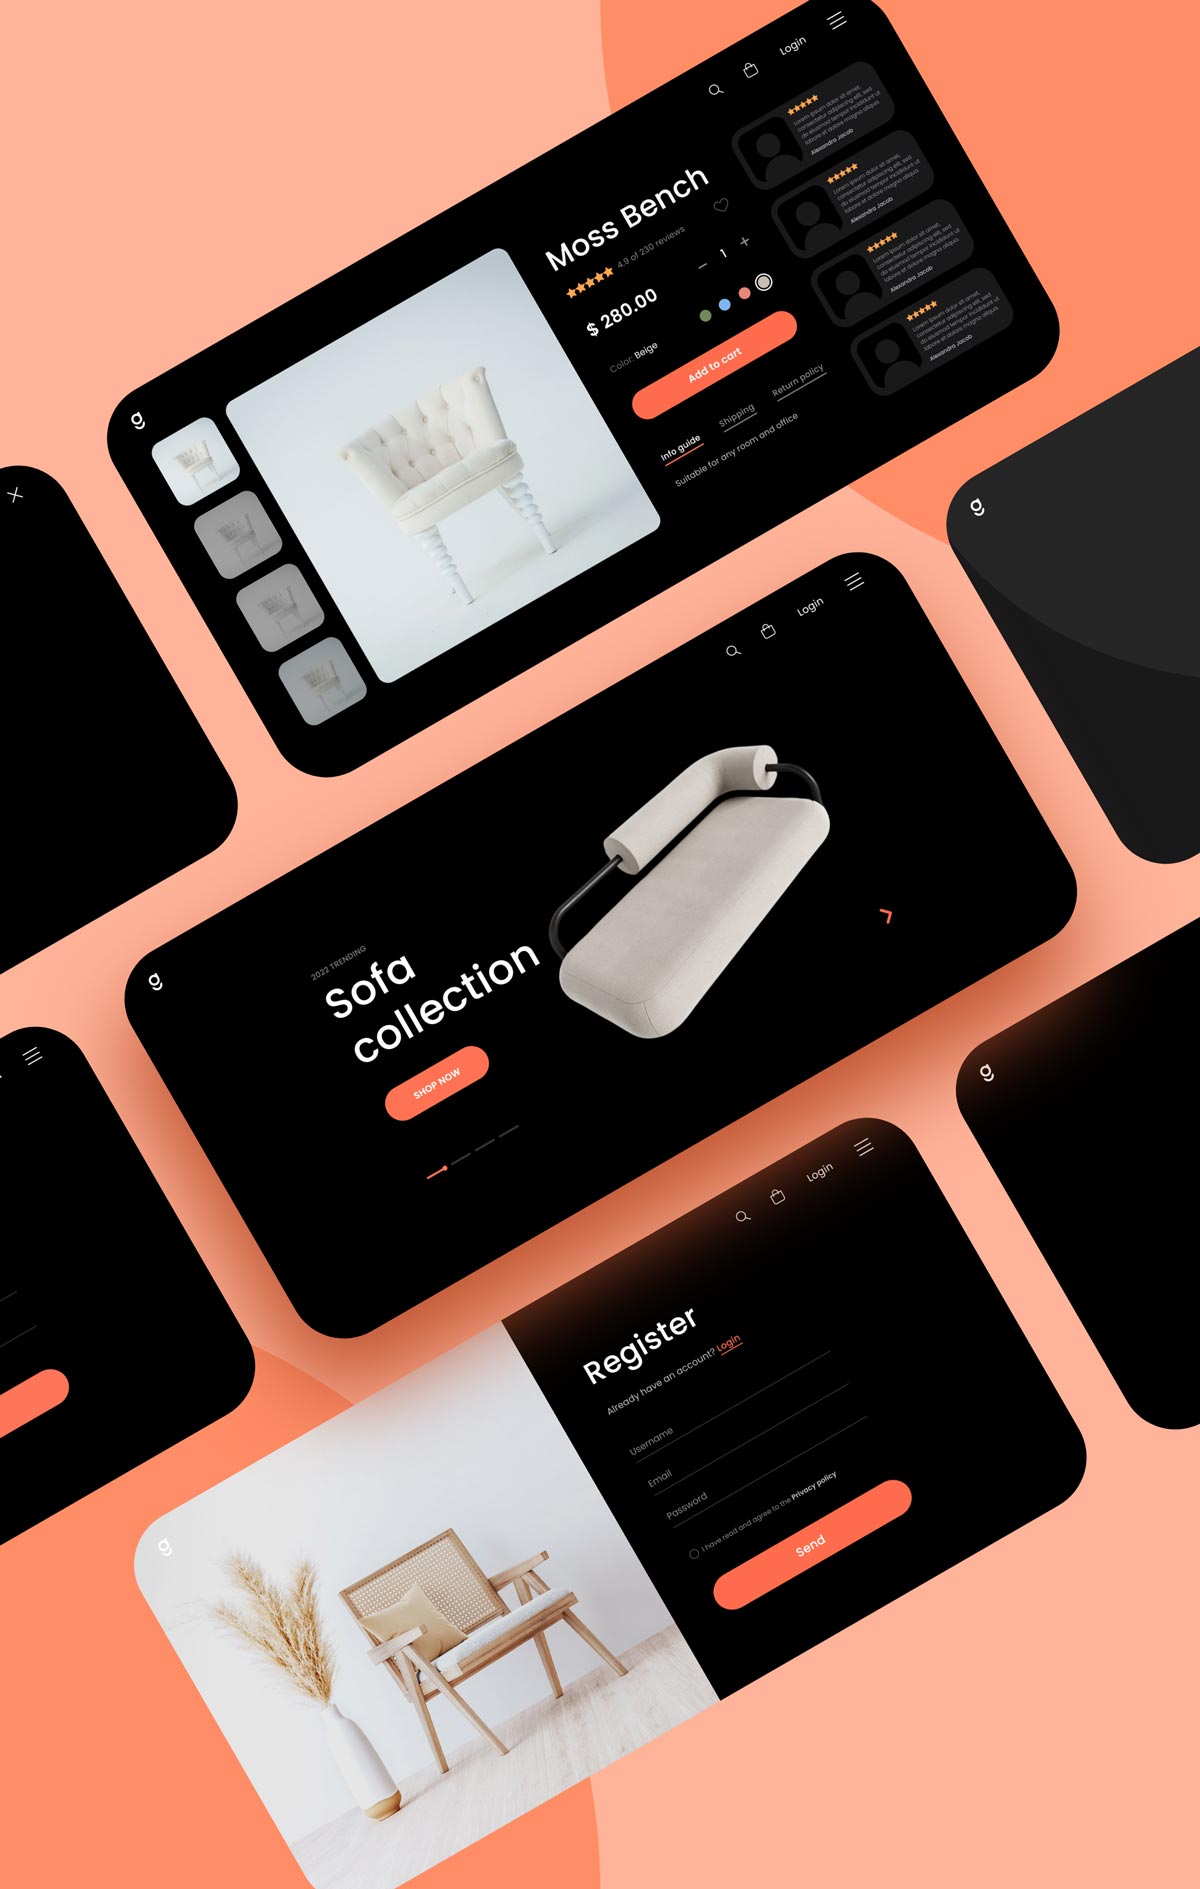 g
Login
Moss Bench
4.9 of 230 reviews
$ 280.00
- 1 +
Color: Beige
Add to cart
Info guide
Shipping
Return policy
Suitable for any room and office
Lorem ipsum dolor sit amet,
consectetur adipiscing elit, sed
do eiusmod tempor incididunt ut
labore et dolore magna aliqua.
Alexandra Jacob
Lorem ipsum dolor sit amet,
consectetur adipiscing elit, sed
do eiusmod tempor incididunt ut
labore et dolore magna aliqua.
Alexandra Jacob
Lorem ipsum dolor sit amet,
consectetur adipiscing elit, sed
do eiusmod tempor incididunt ut
labore et dolore magna aliqua.
Alexandra Jacob
Lorem ipsum dolor sit amet,
consectetur adipiscing elit, sed
do eiusmod tempor incididunt ut
labore et dolore magna aliqua.
Alexandra Jacob
g
g
Login
2022 TRENDING
Sofa
collection
SHOP NOW
g
g
Login
Register
Already have an account? Login
Username
Email
Password
I have read and agree to the Privacy policy
Send